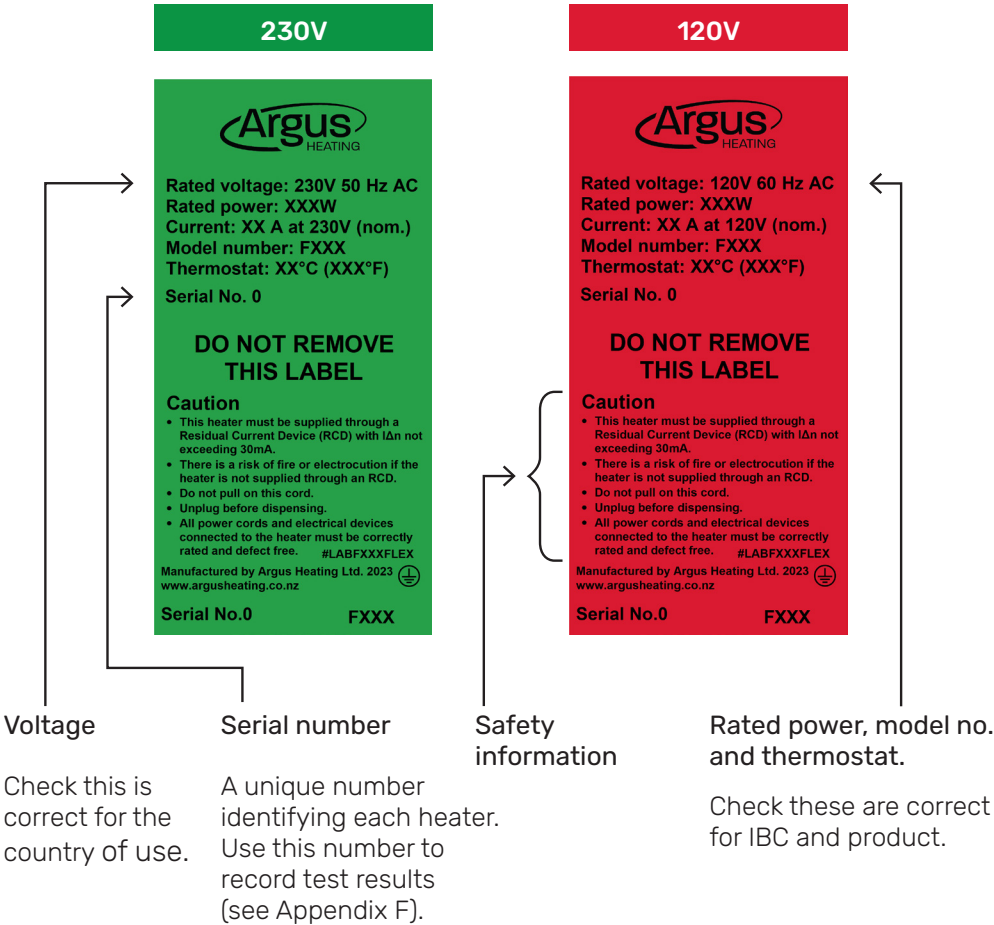 230V
Argus
HEATING
Rated voltage: 230V 50 Hz AC
Rated power: XXXW
Current: XX A at 230V (nom.)
Model number: FXXX
Thermostat: XX°C (XXX°F)
Serial No. 0
DO NOT REMOVE
THIS LABEL
Caution
• This heater must be supplied through a
Residual Current Device (RCD) with IΔn not
exceeding 30mA.
• There is a risk of fire or electrocution if the
heater is not supplied through an RCD.
• Do not pull on this cord.
• Unplug before dispensing.
• All power cords and electrical devices
connected to the heater must be correctly
rated and defect free. #LABFXXXFLEX
Manufactured by Argus Heating Ltd. 2023
www.argusheating.co.nz
Serial No.0 FXXX
120V
Argus
HEATING
Rated voltage: 120V 60 Hz AC
Rated power: XXXW
Current: XX A at 120V (nom.)
Model number: FXXX
Thermostat: XX°C (XXX°F)
Serial No. 0
DO NOT REMOVE
THIS LABEL
Caution
• This heater must be supplied through a
Residual Current Device (RCD) with IΔn not
exceeding 30mA.
• There is a risk of fire or electrocution if the
heater is not supplied through an RCD.
• Do not pull on this cord.
• Unplug before dispensing.
• All power cords and electrical devices
connected to the heater must be correctly
rated and defect free. #LABFXXXFLEX
Manufactured by Argus Heating Ltd. 2023
www.argusheating.co.nz
Serial No.0 FXXX
Voltage
Check this is
correct for the
country of use.
Serial number
A unique number
identifying each heater.
Use this number to
record test results
(see Appendix F).
Safety
information
Rated power, model no.
and thermostat.
Check these are correct
for IBC and product.